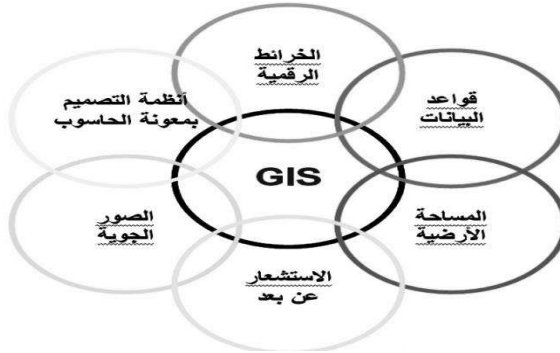 الخرائط
الرقمية
قواعد
البيانات
أنظمة التصميم
بمعونة الحاسوب
GIS
المساحة
الأرضية
الصور
الجوية
الاستشعار
عن بعد